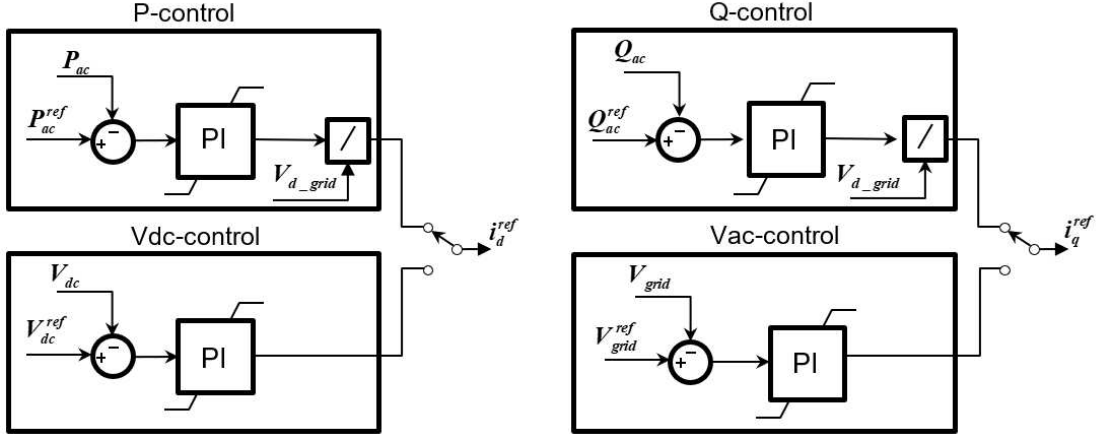 P-control
P_ac
P_ac^ref
+
−
PI
/
V_d_grid
Vdc-control
V_dc
V_dc^ref
+
−
PI
i_d^ref
Q-control
Q_ac
Q_ac^ref
+
−
PI
/
V_d_grid
Vac-control
V_grid
V_grid^ref
+
−
PI
i_q^ref